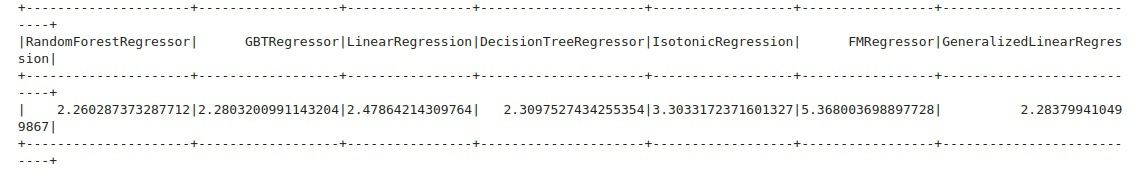 +---------------------+-----------------+----------------+---------------------+------------------+-----------------+-----------------------
----+
|RandomForestRegressor|     GBTRegressor|LinearRegression|DecisionTreeRegressor|IsotonicRegression|      FMRegressor|GeneralizedLinearRegres
sion|
+---------------------+-----------------+----------------+---------------------+------------------+-----------------+-----------------------
----+
|    2.260287373287712|2.2803200991143204|2.47864214309764|   2.3097527434255354|3.3033172371601327|5.368003698897728|          2.28379941049
9867|
+---------------------+-----------------+----------------+---------------------+------------------+-----------------+-----------------------
----+